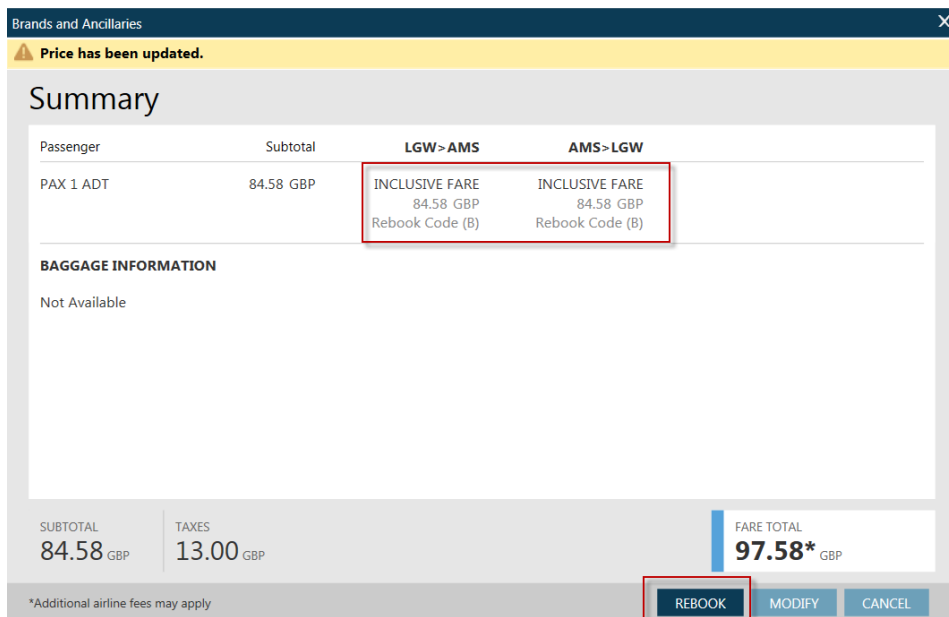 Brands and Ancillaries X
Price has been updated.
Summary
Passenger Subtotal LGW>AMS AMS>LGW
PAX 1 ADT 84.58 GBP INCLUSIVE FARE INCLUSIVE FARE
84.58 GBP 84.58 GBP
Rebook Code (B) Rebook Code (B)
BAGGAGE INFORMATION
Not Available
SUBTOTAL TAXES FARE TOTAL
84.58 GBP 13.00 GBP 97.58* GBP
*Additional airline fees may apply REBOOK MODIFY CANCEL